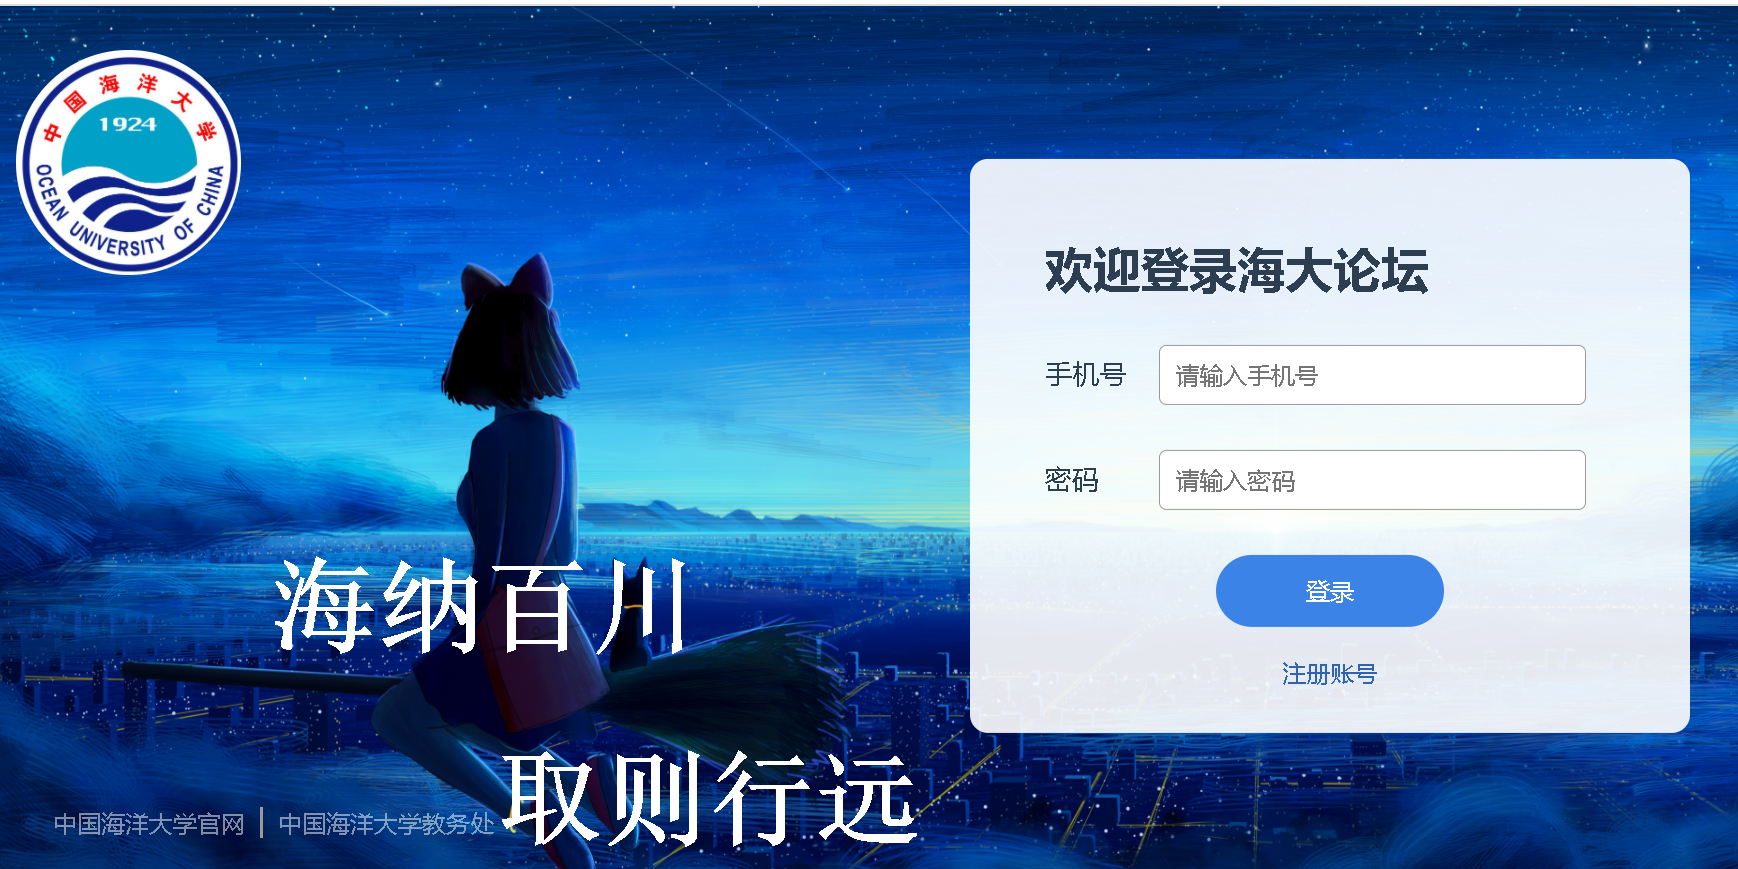 中国海洋大学
1924
OCEAN UNIVERSITY OF CHINA
欢迎登录海大论坛
手机号 请输入手机号
密码 请输入密码
登录
注册账号
海纳百川
取则行远
中国海洋大学官网 | 中国海洋大学教务处